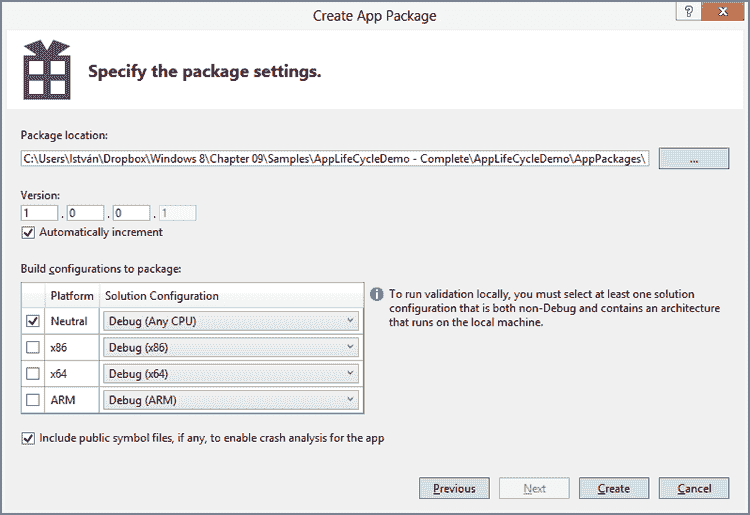 Create App Package
?
x
Specify the package settings.
Package location:
C:\Users\István\Dropbox\Windows 8\Chapter 09\Samples\AppLifeCycleDemo - Complete\AppLifeCycleDemo\AppPackages\
...
Version:
1 . 0 . 0 . 1
Automatically increment
Build configurations to package:
Platform Solution Configuration
Neutral Debug (Any CPU)
x86 Debug (x86)
x64 Debug (x64)
ARM Debug (ARM)
i To run validation locally, you must select at least one solution
configuration that is both non-Debug and contains an architecture
that runs on the local machine.
Include public symbol files, if any, to enable crash analysis for the app
Previous Next Create Cancel